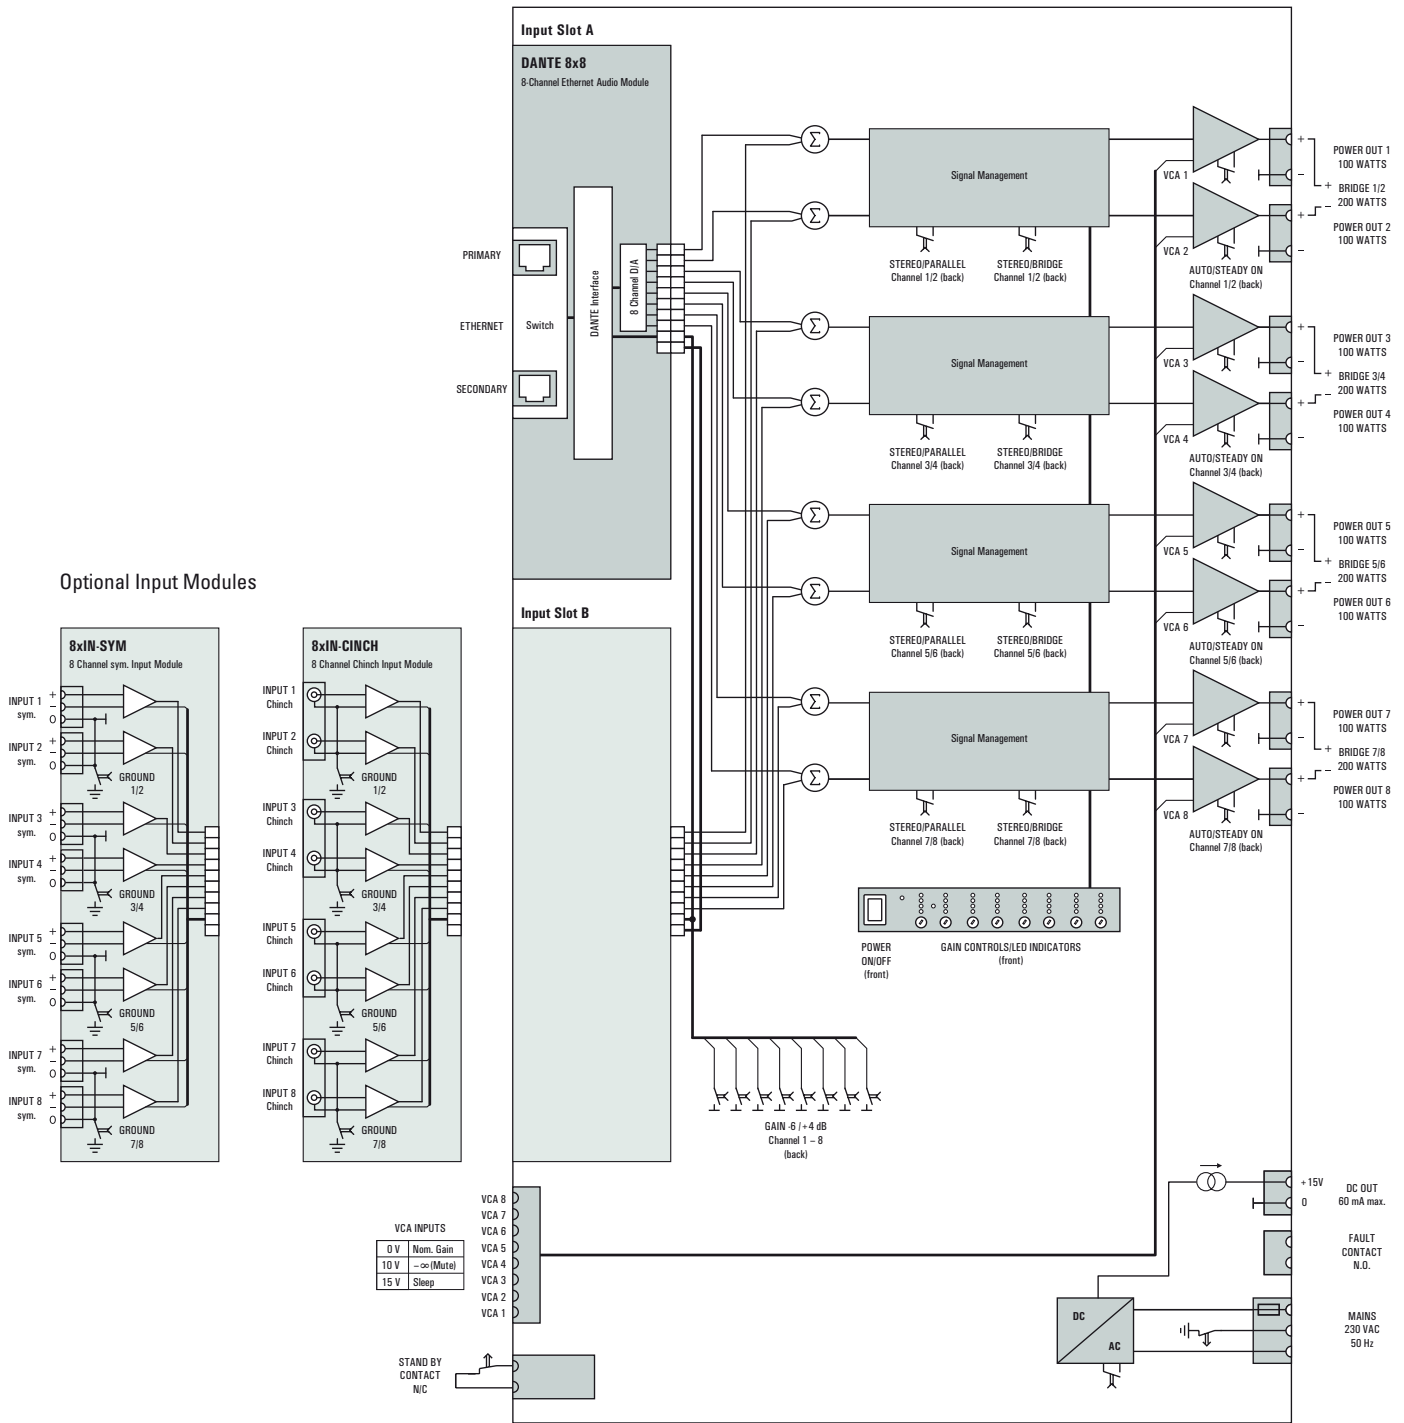 Input Slot A
DANTE 8x8
8-Channel Ethernet Audio Module
PRIMARY
ETHERNET
SECONDARY
Switch
DANTE Interface
8 Channel D/A
Σ
Σ
Σ
Σ
Σ
Σ
Σ
Σ
Signal Management
STEREO/PARALLEL
Channel 1/2 (back)
STEREO/BRIDGE
Channel 1/2 (back)
VCA 1
VCA 2
AUTO/STEADY ON
Channel 1/2 (back)
+
−
+
−
+
−
POWER OUT 1
100 WATTS
BRIDGE 1/2
200 WATTS
POWER OUT 2
100 WATTS
Signal Management
STEREO/PARALLEL
Channel 3/4 (back)
STEREO/BRIDGE
Channel 3/4 (back)
VCA 3
VCA 4
AUTO/STEADY ON
Channel 3/4 (back)
+
−
+
−
+
−
POWER OUT 3
100 WATTS
BRIDGE 3/4
200 WATTS
POWER OUT 4
100 WATTS
Signal Management
STEREO/PARALLEL
Channel 5/6 (back)
STEREO/BRIDGE
Channel 5/6 (back)
VCA 5
VCA 6
AUTO/STEADY ON
Channel 5/6 (back)
+
−
+
−
+
−
POWER OUT 5
100 WATTS
BRIDGE 5/6
200 WATTS
POWER OUT 6
100 WATTS
Signal Management
STEREO/PARALLEL
Channel 7/8 (back)
STEREO/BRIDGE
Channel 7/8 (back)
VCA 7
VCA 8
AUTO/STEADY ON
Channel 7/8 (back)
+
−
+
−
+
−
POWER OUT 7
100 WATTS
BRIDGE 7/8
200 WATTS
POWER OUT 8
100 WATTS
Optional Input Modules
8xIN-SYM
8 Channel sym. Input Module
INPUT 1
sym.
+
−
0
INPUT 2
sym.
+
−
0
GROUND
1/2
INPUT 3
sym.
+
−
0
INPUT 4
sym.
+
−
0
GROUND
3/4
INPUT 5
sym.
+
−
0
INPUT 6
sym.
+
−
0
GROUND
5/6
INPUT 7
sym.
+
−
0
INPUT 8
sym.
+
−
0
GROUND
7/8
8xIN-CINCH
8 Channel Chinch Input Module
INPUT 1
Chinch
INPUT 2
Chinch
GROUND
1/2
INPUT 3
Chinch
INPUT 4
Chinch
GROUND
3/4
INPUT 5
Chinch
INPUT 6
Chinch
GROUND
5/6
INPUT 7
Chinch
INPUT 8
Chinch
GROUND
7/8
Input Slot B
POWER
ON/OFF
(front)
GAIN CONTROLS/LED INDICATORS
(front)
GAIN -6 /+4 dB
Channel 1 – 8
(back)
VCA INPUTS
0 V Nom. Gain
10 V −∞ (Mute)
15 V Sleep
VCA 8
VCA 7
VCA 6
VCA 5
VCA 4
VCA 3
VCA 2
VCA 1
STAND BY
CONTACT
N/C
+15V
0
DC OUT
60 mA max.
FAULT
CONTACT
N.O.
DC
AC
MAINS
230 VAC
50 Hz